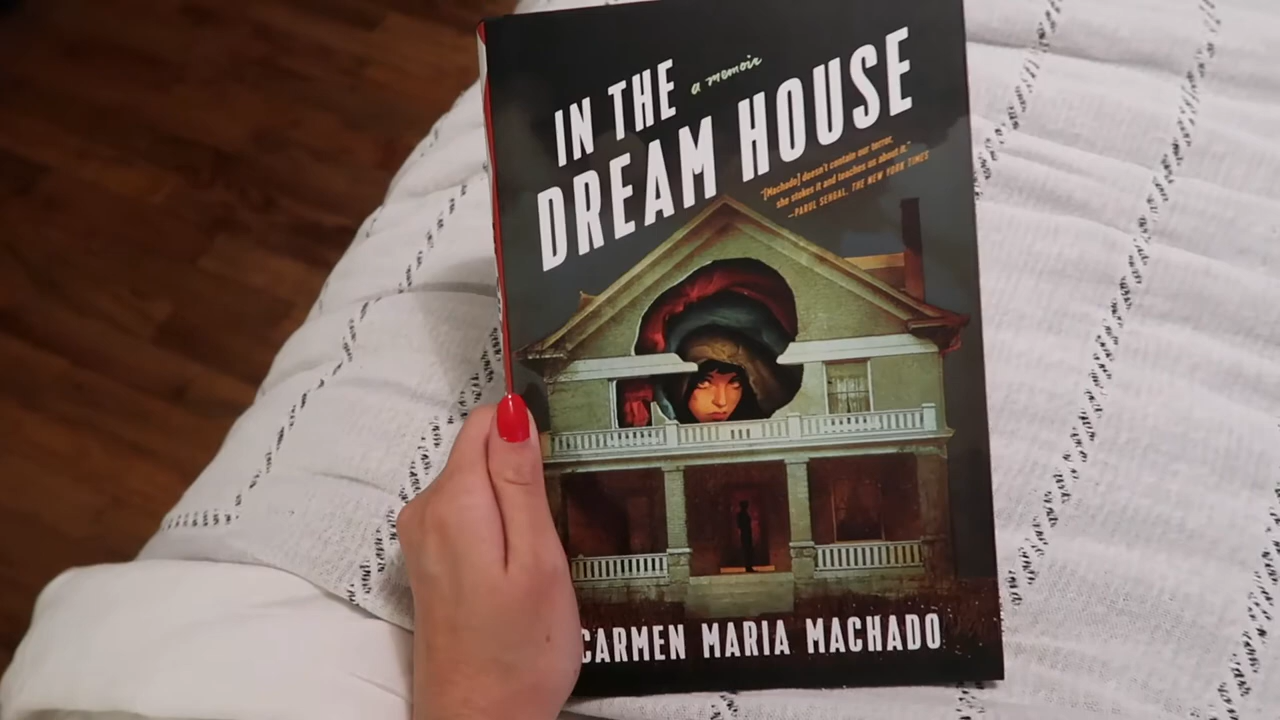 IN THE
a memoir
DREAM HOUSE
"[Machado] doesn't contain our terror,
she stokes it and teaches us about it."
—PARUL SEHGAL, THE NEW YORK TIMES
CARMEN MARIA MACHADO